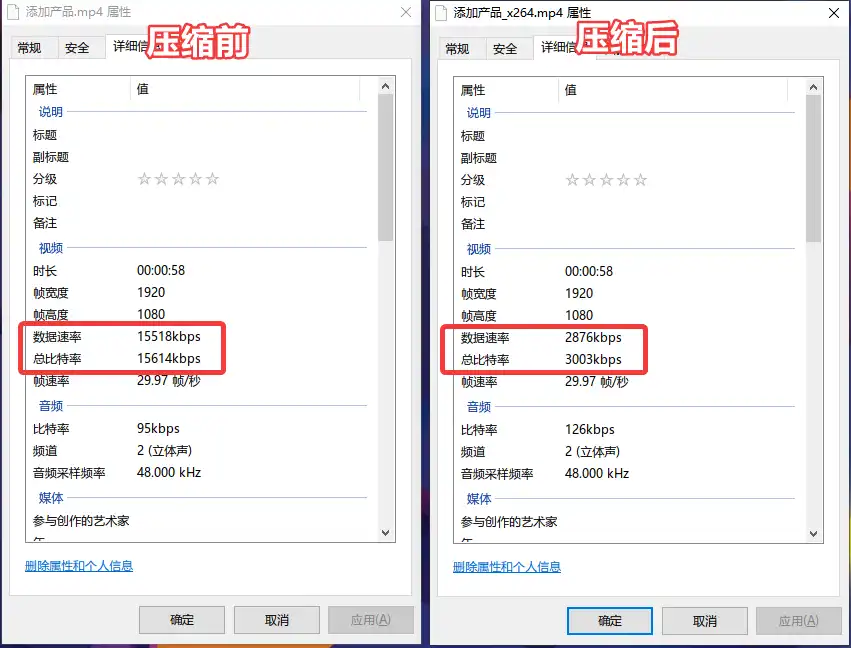 添加产品.mp4 属性
压缩前
常规
安全
详细信
属性
值
说明
标题
副标题
分级
☆☆☆☆☆
标记
备注
视频
时长
00:00:58
帧宽度
1920
帧高度
1080
数据速率
15518kbps
总比特率
15614kbps
帧速率
29.97 帧/秒
音频
比特率
95kbps
频道
2 (立体声)
音频采样频率
48.000 kHz
媒体
参与创作的艺术家
删除属性和个人信息
确定
取消
应用(A)
添加产品_x264.mp4 属性
压缩后
常规
安全
详细信
属性
值
说明
标题
副标题
分级
☆☆☆☆☆
标记
备注
视频
时长
00:00:58
帧宽度
1920
帧高度
1080
数据速率
2876kbps
总比特率
3003kbps
帧速率
29.97 帧/秒
音频
比特率
126kbps
频道
2 (立体声)
音频采样频率
48.000 kHz
媒体
参与创作的艺术家
删除属性和个人信息
确定
取消
应用(A)